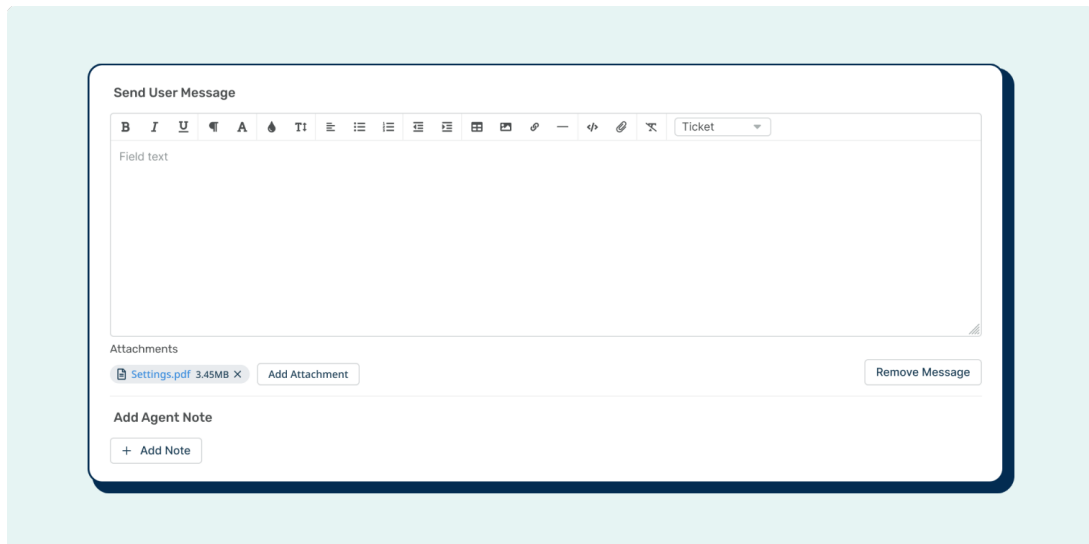 Send User Message
B I U ¶ A T↕ </> Ticket
Field text
Attachments
Settings.pdf 3.45MB × Add Attachment Remove Message
Add Agent Note
+ Add Note